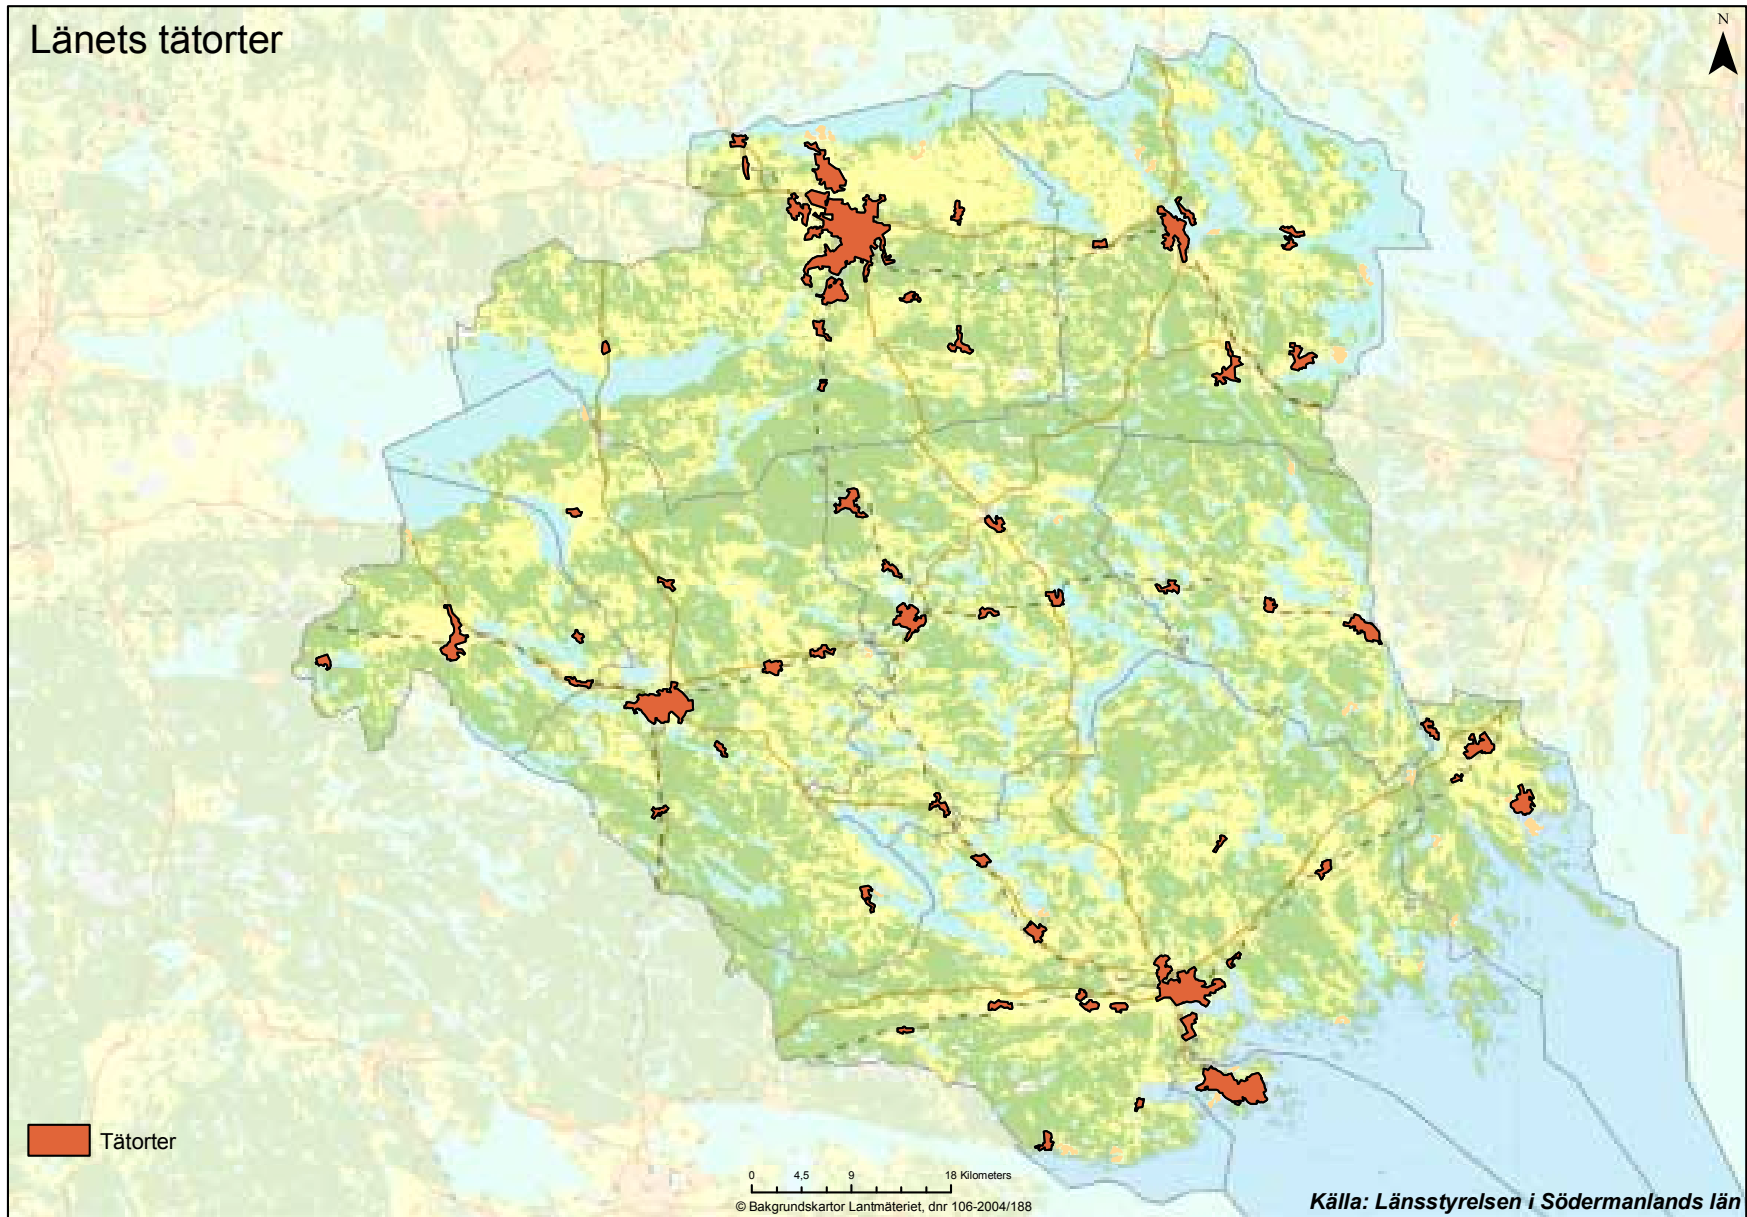 Länets tätorter
N
Tätorter
0 4,5 9 18 Kilometers
© Bakgrundskartor Lantmäteriet, dnr 106-2004/188
Källa: Länsstyrelsen i Södermanlands län